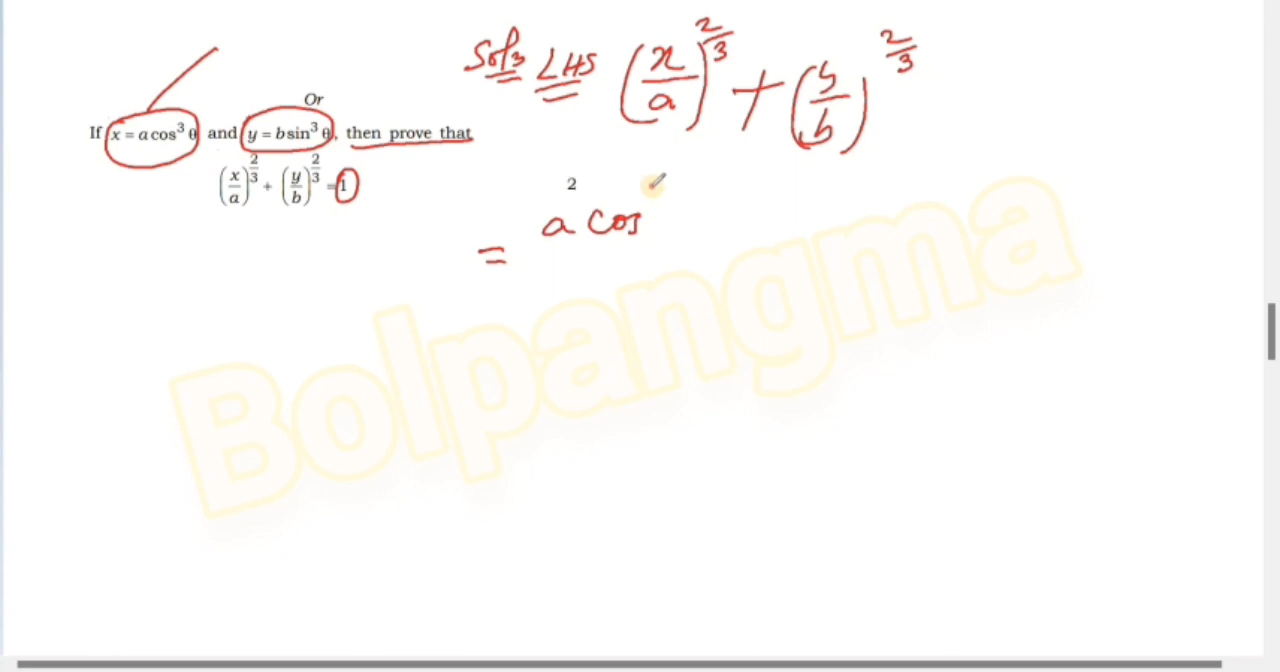 Or
If x = a cos³ θ and y = b sin³ θ, then prove that
(x/a)^(2/3) + (y/b)^(2/3) = 1
Solⁿ LHS (x/a)^(2/3) + (y/b)^(2/3)
2
= a cos
Bolpangma